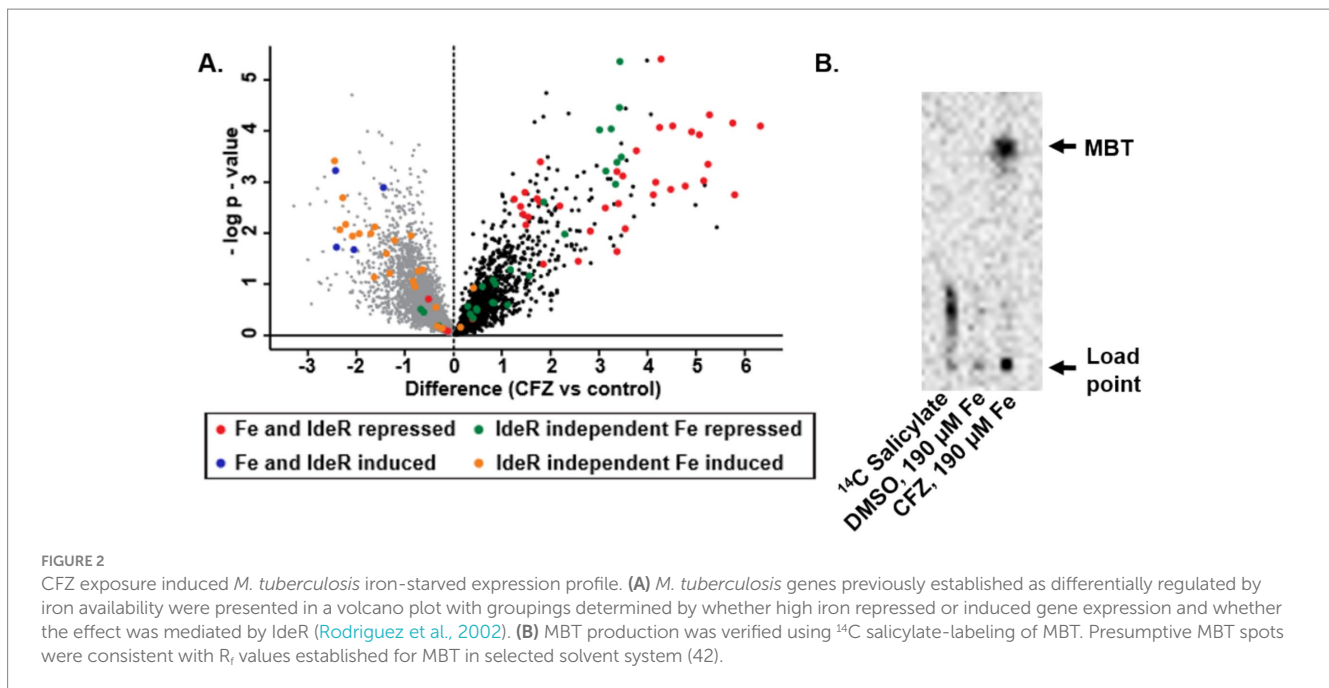 A.
5
4
3
2
1
0
- log p - value
-3 -2 -1 0 1 2 3 4 5 6
Difference (CFZ vs control)
Fe and IdeR repressed
IdeR independent Fe repressed
Fe and IdeR induced
IdeR independent Fe induced
B.
MBT
Load
point
¹⁴C Salicylate
DMSO, 190 µM Fe
CFZ, 190 µM Fe
FIGURE 2
CFZ exposure induced M. tuberculosis iron-starved expression profile. (A) M. tuberculosis genes previously established as differentially regulated by
iron availability were presented in a volcano plot with groupings determined by whether high iron repressed or induced gene expression and whether
the effect was mediated by IdeR (Rodriguez et al., 2002). (B) MBT production was verified using ¹⁴C salicylate-labeling of MBT. Presumptive MBT spots
were consistent with Rf values established for MBT in selected solvent system (42).